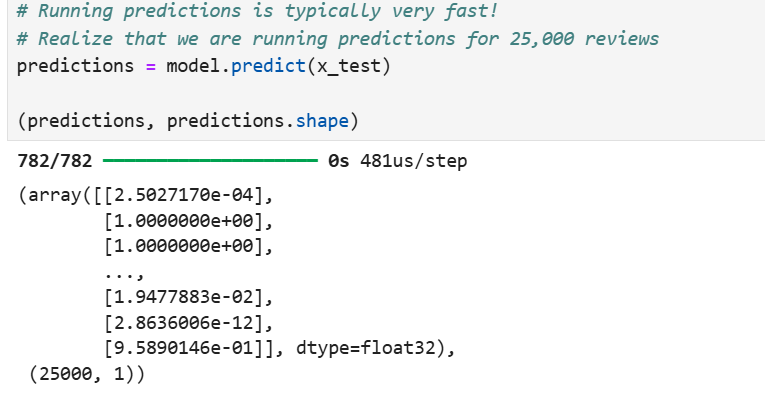 # Running predictions is typically very fast!
# Realize that we are running predictions for 25,000 reviews
predictions = model.predict(x_test)
(predictions, predictions.shape)
782/782 ━━━━━━━━━━━━━━━━━━━━ 0s 481us/step
(array([[2.5027170e-04],
[1.0000000e+00],
[1.0000000e+00],
...,
[1.9477883e-02],
[2.8636006e-12],
[9.5890146e-01]], dtype=float32),
(25000, 1))